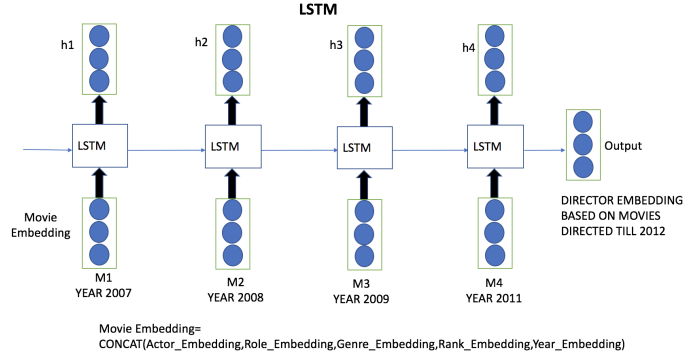 LSTM
h1
h2
h3
h4
LSTM
LSTM
LSTM
LSTM
Output
Movie
Embedding
DIRECTOR EMBEDDING
BASED ON MOVIES
DIRECTED TILL 2012
M1
YEAR 2007
M2
YEAR 2008
M3
YEAR 2009
M4
YEAR 2011
Movie Embedding=
CONCAT(Actor_Embedding,Role_Embedding,Genre_Embedding,Rank_Embedding,Year_Embedding)